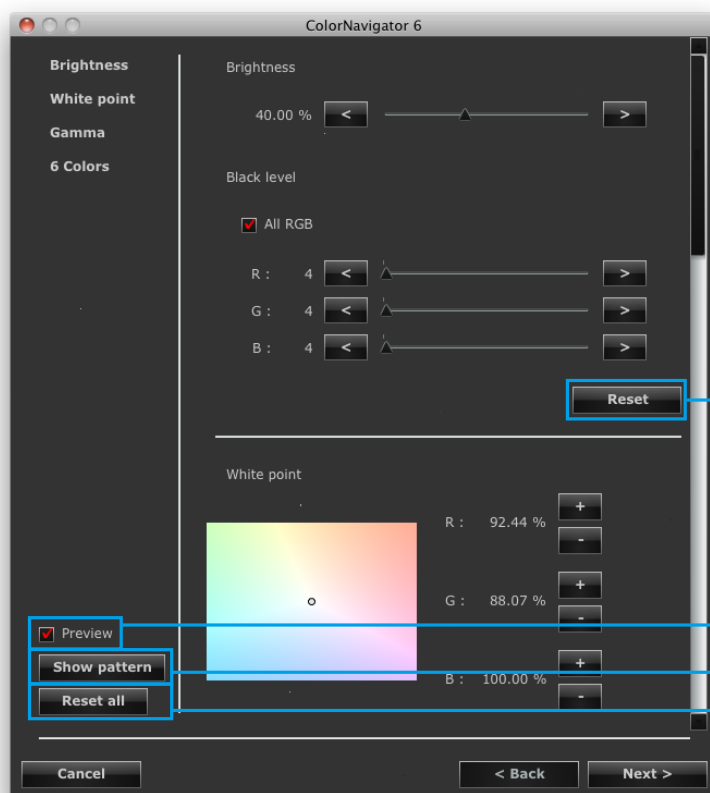 ColorNavigator 6
Brightness
White point
Gamma
6 Colors
Brightness
40.00 % < >
Black level
All RGB
R : 4 < >
G : 4 < >
B : 4 < >
Reset
White point
R : 92.44 % + -
G : 88.07 % + -
B : 100.00 % + -
Preview
Show pattern
Reset all
Cancel < Back Next >